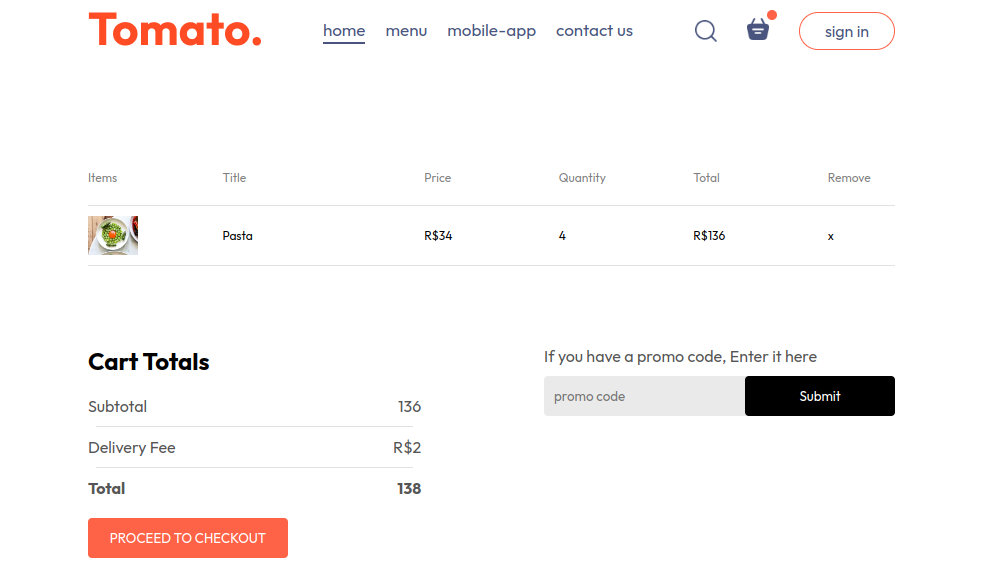 Tomato. home menu mobile-app contact us sign in
Items Title Price Quantity Total Remove
Pasta R$34 4 R$136 x
Cart Totals
Subtotal 136
Delivery Fee R$2
Total 138
PROCEED TO CHECKOUT
If you have a promo code, Enter it here
promo code Submit